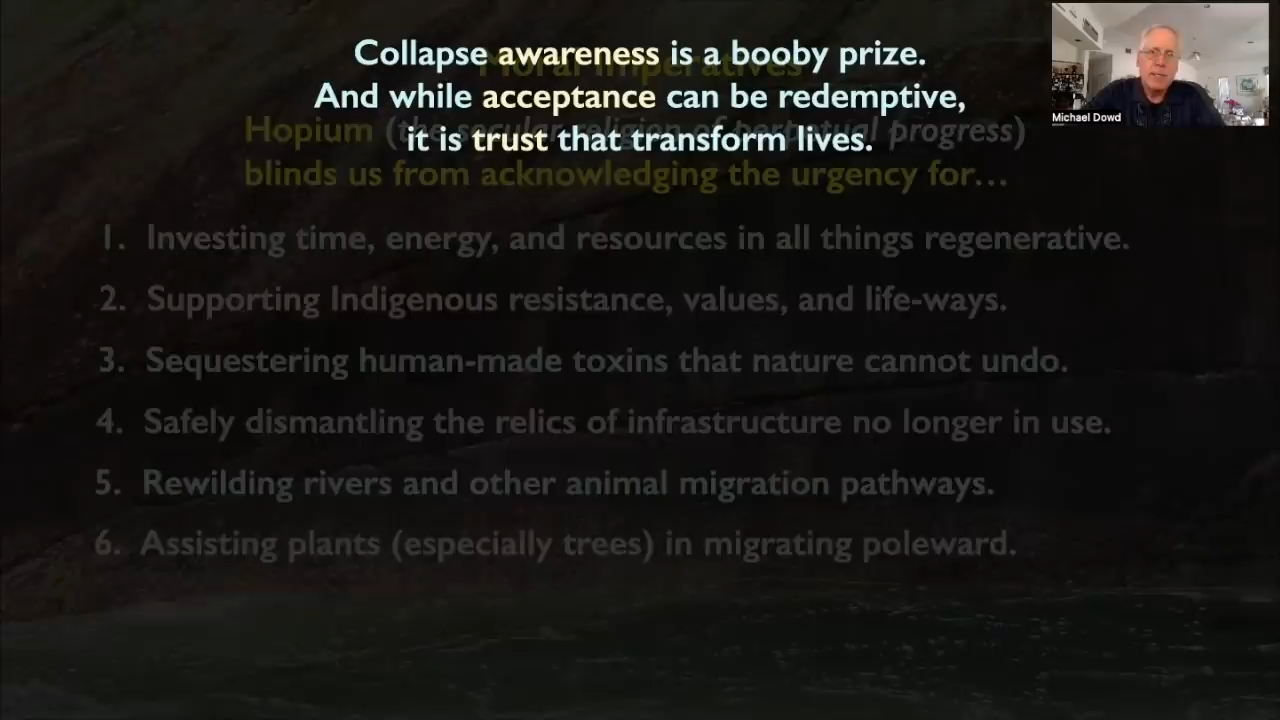 Collapse awareness is a booby prize.
And while acceptance can be redemptive,
it is trust that transform lives.
Michael Dowd
Moral Imperatives
Hopium (the secular religion of perpetual progress)
blinds us from acknowledging the urgency for…
1. Investing time, energy, and resources in all things regenerative.
2. Supporting Indigenous resistance, values, and life-ways.
3. Sequestering human-made toxins that nature cannot undo.
4. Safely dismantling the relics of infrastructure no longer in use.
5. Rewilding rivers and other animal migration pathways.
6. Assisting plants (especially trees) in migrating poleward.